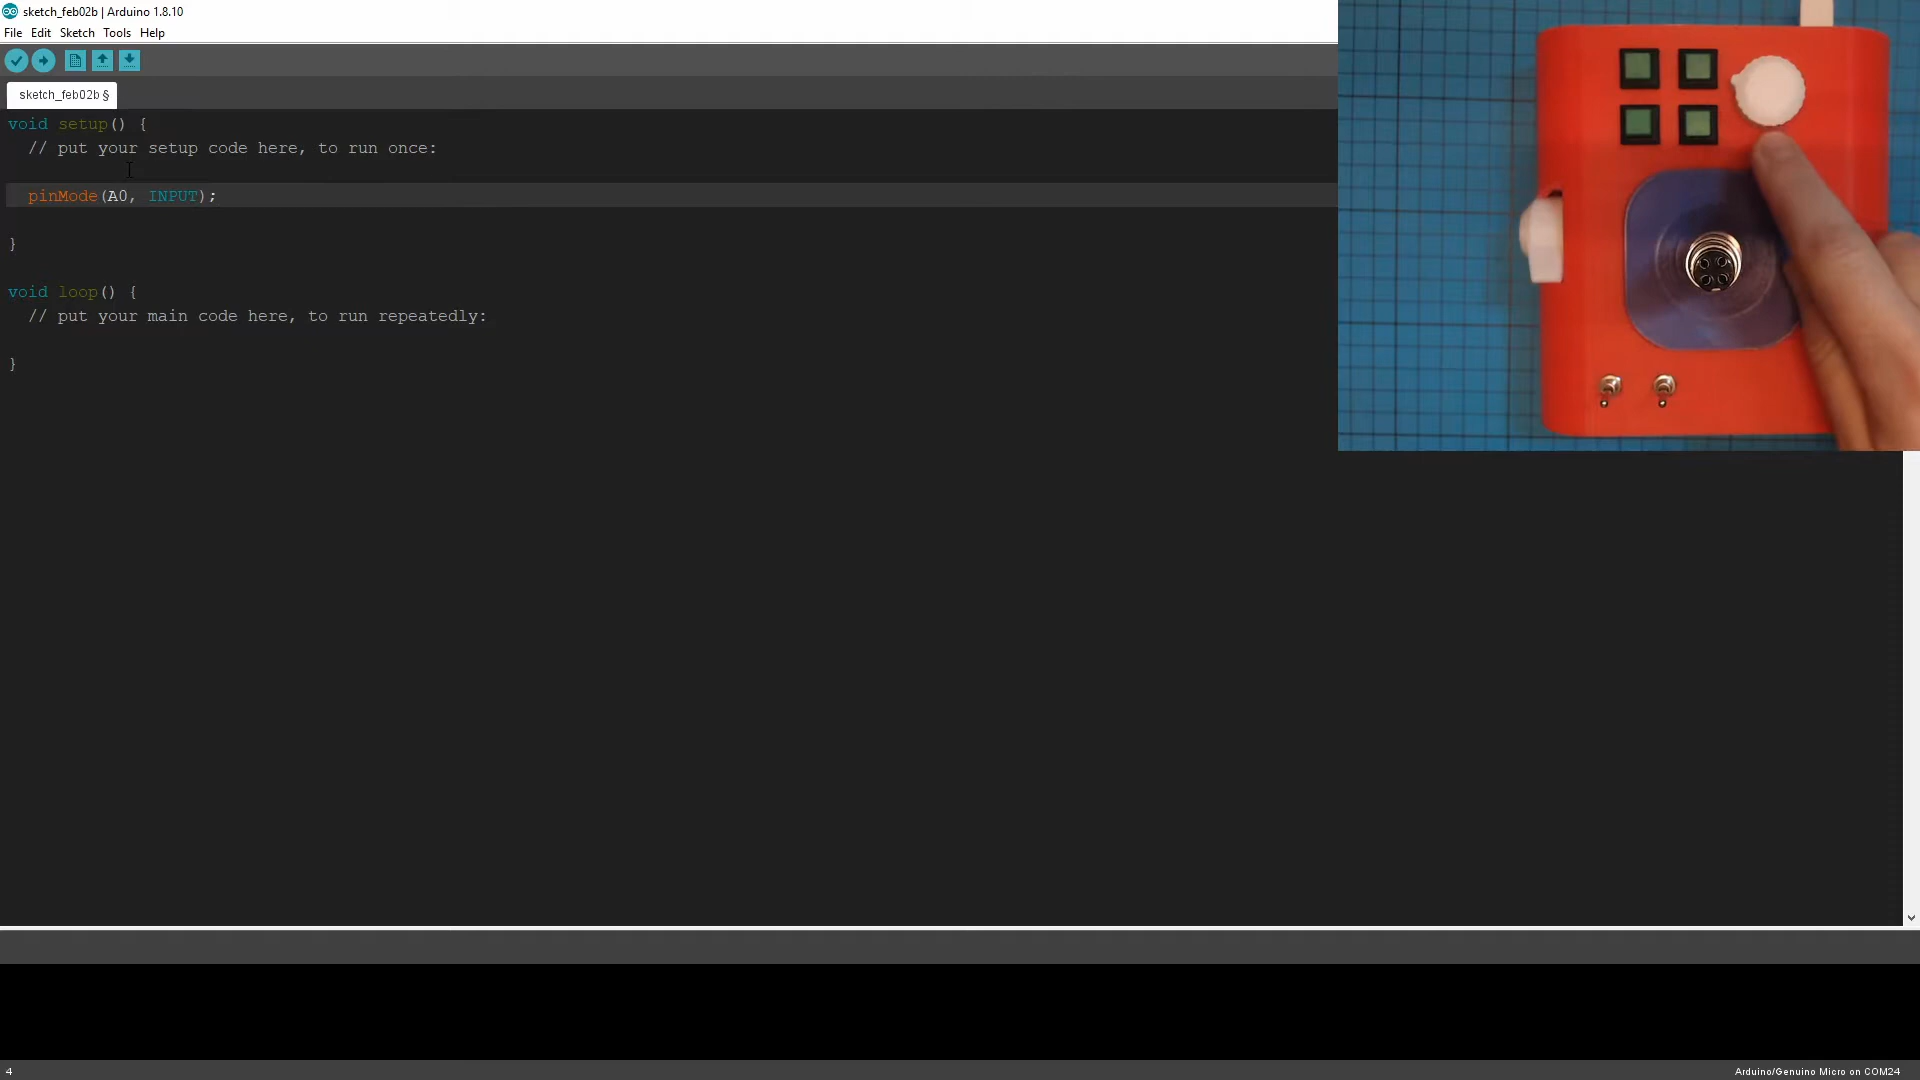 sketch_feb02b | Arduino 1.8.10
File Edit Sketch Tools Help
sketch_feb02b §
void setup() {
// put your setup code here, to run once:
pinMode(A0, INPUT);
}
void loop() {
// put your main code here, to run repeatedly:
}
4
Arduino/Genuino Micro on COM24